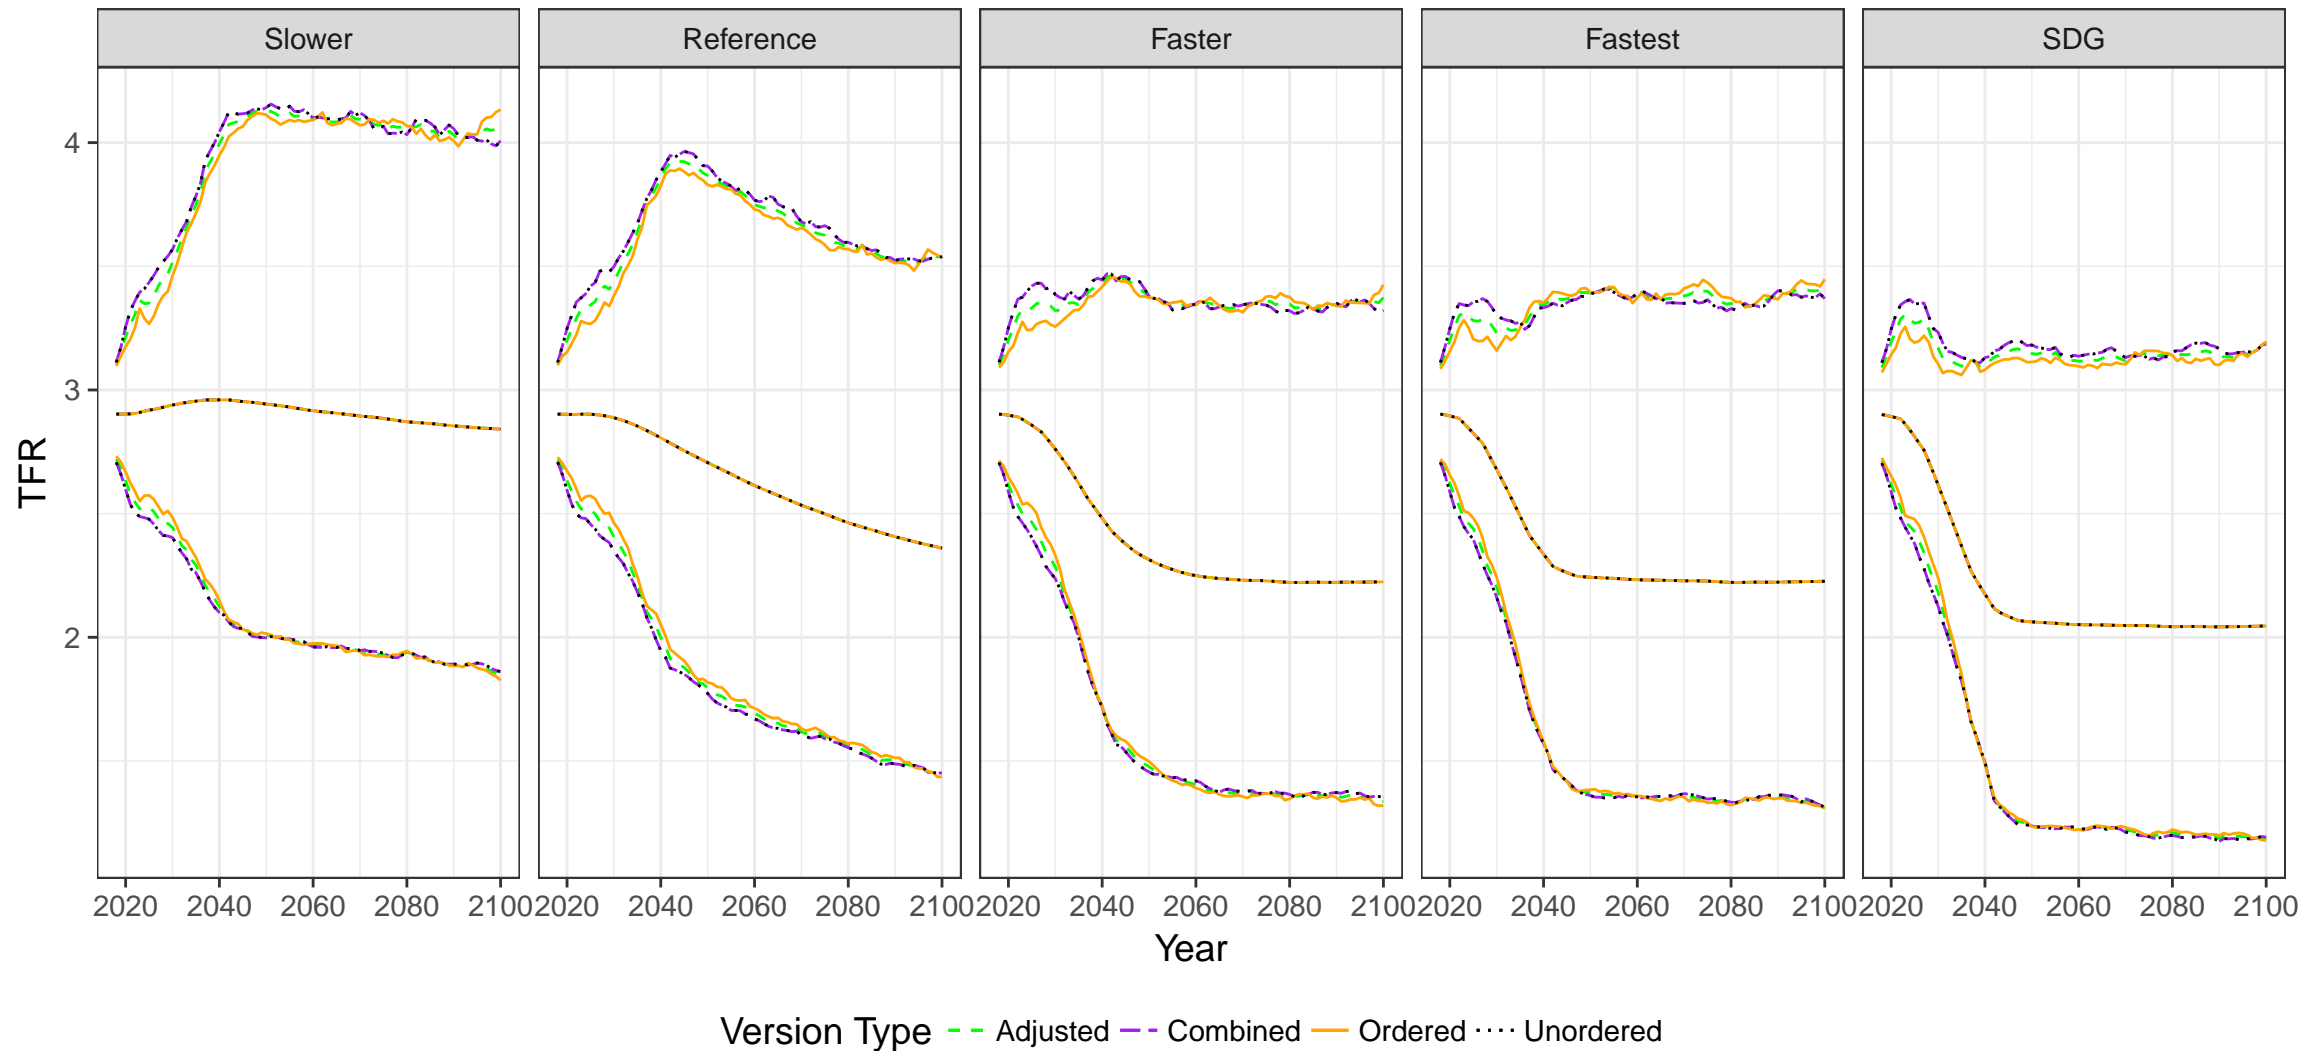 Slower Reference Faster Fastest SDG
4
3
2
TFR
2020 2040 2060 2080 2100 2020 2040 2060 2080 2100 2020 2040 2060 2080 2100 2020 2040 2060 2080 2100 2020 2040 2060 2080 2100
Year
Version Type Adjusted Combined Ordered Unordered